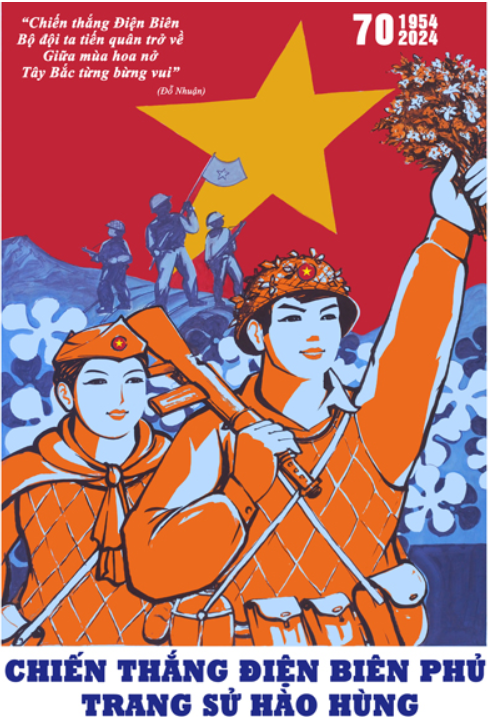 “Chiến thắng Điện Biên
Bộ đội ta tiến quân trở về
Giữa mùa hoa nở
Tây Bắc từng bừng vui”
(Đỗ Nhuận)
70 1954
2024
CHIẾN THẮNG ĐIỆN BIÊN PHỦ
TRANG SỬ HÀO HÙNG